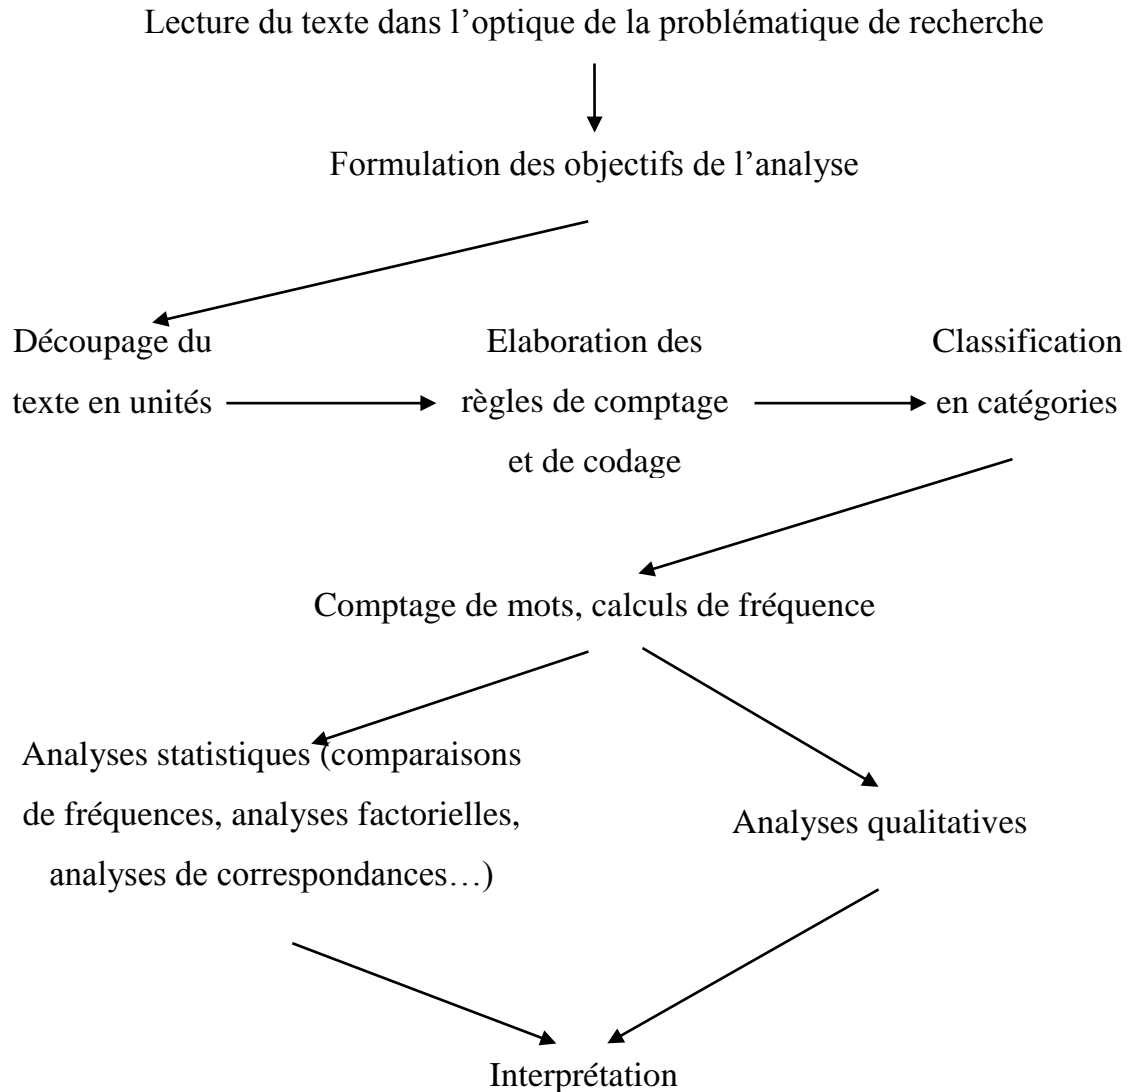 Lecture du texte dans l’optique de la problématique de recherche
Formulation des objectifs de l’analyse
Découpage du
texte en unités
Elaboration des
règles de comptage
et de codage
Classification
en catégories
Comptage de mots, calculs de fréquence
Analyses statistiques (comparaisons
de fréquences, analyses factorielles,
analyses de correspondances…)
Analyses qualitatives
Interprétation